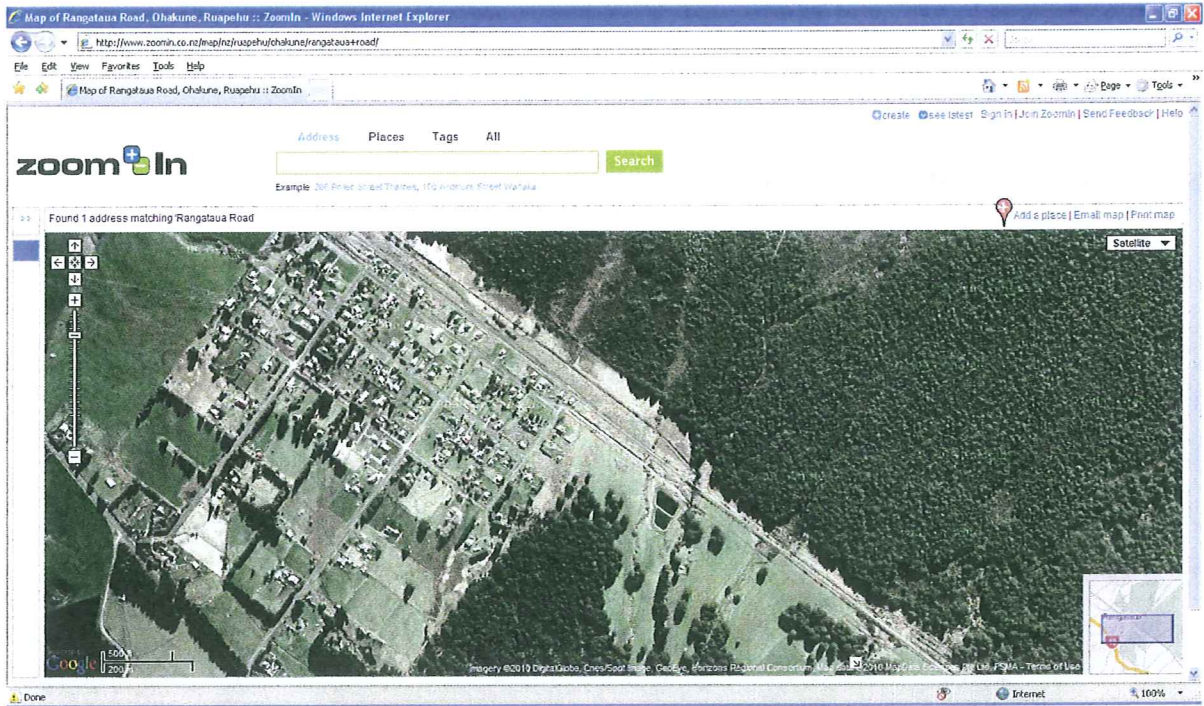 Map of Rangataua Road, Ohakune, Ruapehu :: ZoomIn - Windows Internet Explorer
http://www.zoomin.co.nz/map/nz/ruapehu/ohakune/rangataua+road/
File Edit View Favorites Tools Help
Map of Rangataua Road, Ohakune, Ruapehu :: ZoomIn
Page Tools
create see latest Sign in | Join ZoomIn | Send Feedback | Help
Address Places Tags All
zoom In
Search
Example Street Thames, Street Wanaka
>> Found 1 address matching 'Rangataua Road
Add a place | Email map | Print map
Satellite
500 ft
200 m
Google
Imagery ©2010 DigitalGlobe, Cnes/Spot Image, GeoEye, Horizons Regional Consortium, Map data ©2010 MapData Sciences Pty Ltd, PSMA - Terms of Use
Done Internet 100%